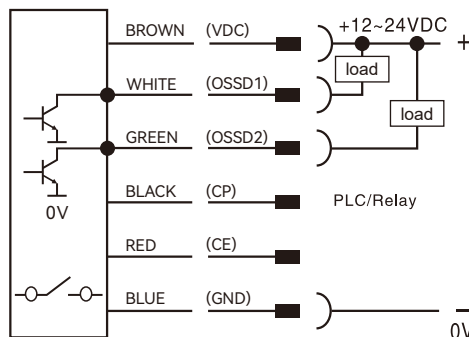 BROWN (VDC) +12~24VDC +
WHITE (OSSD1) load
GREEN (OSSD2) load
BLACK (CP) PLC/Relay
0V
RED (CE)
BLUE (GND) −
0V